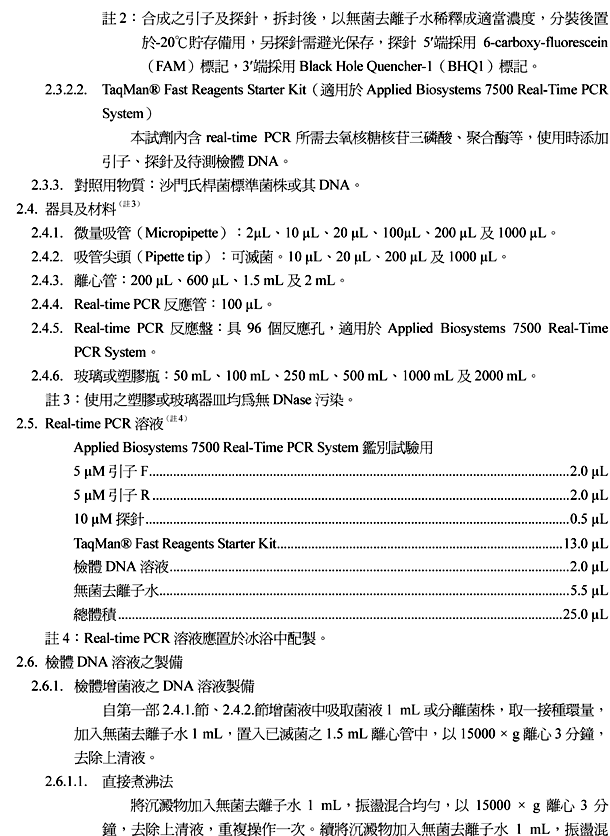 註 2：合成之引子及探針，拆封後，以無菌去離子水稀釋成適當濃度，分裝後置
於-20℃貯存備用，另探針需避光保存，探針 5′端採用 6-carboxy-fluorescein
（FAM）標記，3′端採用 Black Hole Quencher-1（BHQ1）標記。
2.3.2.2. TaqMan® Fast Reagents Starter Kit（適用於 Applied Biosystems 7500 Real-Time PCR
System）
本試劑內含 real-time PCR 所需去氧核糖核苷三磷酸、聚合酶等，使用時添加
引子、探針及待測檢體 DNA。
2.3.3. 對照用物質：沙門氏桿菌標準菌株或其 DNA。
2.4. 器具及材料(註3)
2.4.1. 微量吸管（Micropipette）：2μL、10 μL、20 μL、100μL、200 μL 及 1000 μL。
2.4.2. 吸管尖頭（Pipette tip）：可滅菌。10 μL、20 μL、200 μL 及 1000 μL。
2.4.3. 離心管：200 μL、600 μL、1.5 mL 及 2 mL。
2.4.4. Real-time PCR 反應管：100 μL。
2.4.5. Real-time PCR 反應盤：具 96 個反應孔，適用於 Applied Biosystems 7500 Real-Time
PCR System。
2.4.6. 玻璃或塑膠瓶：50 mL、100 mL、250 mL、500 mL、1000 mL 及 2000 mL。
註 3：使用之塑膠或玻璃器皿均爲無 DNase 污染。
2.5. Real-time PCR 溶液(註4)
Applied Biosystems 7500 Real-Time PCR System 鑑別試驗用
5 μM 引子 F..........2.0 μL
5 μM 引子 R..........2.0 μL
10 μM 探針..........0.5 μL
TaqMan® Fast Reagents Starter Kit..........13.0 μL
檢體 DNA 溶液..........2.0 μL
無菌去離子水..........5.5 μL
總體積..........25.0 μL
註 4：Real-time PCR 溶液應置於冰浴中配製。
2.6. 檢體 DNA 溶液之製備
2.6.1. 檢體增菌液之 DNA 溶液製備
自第一部 2.4.1.節、2.4.2.節增菌液中吸取菌液 1 mL 或分離菌株，取一接種環量，
加入無菌去離子水 1 mL，置入已滅菌之 1.5 mL 離心管中，以 15000 × g 離心 3 分鐘，
去除上清液。
2.6.1.1. 直接煮沸法
將沉澱物加入無菌去離子水 1 mL，振盪混合均勻，以 15000 × g 離心 3 分
鐘，去除上清液，重複操作一次。續將沉澱物加入無菌去離子水 1 mL，振盪混